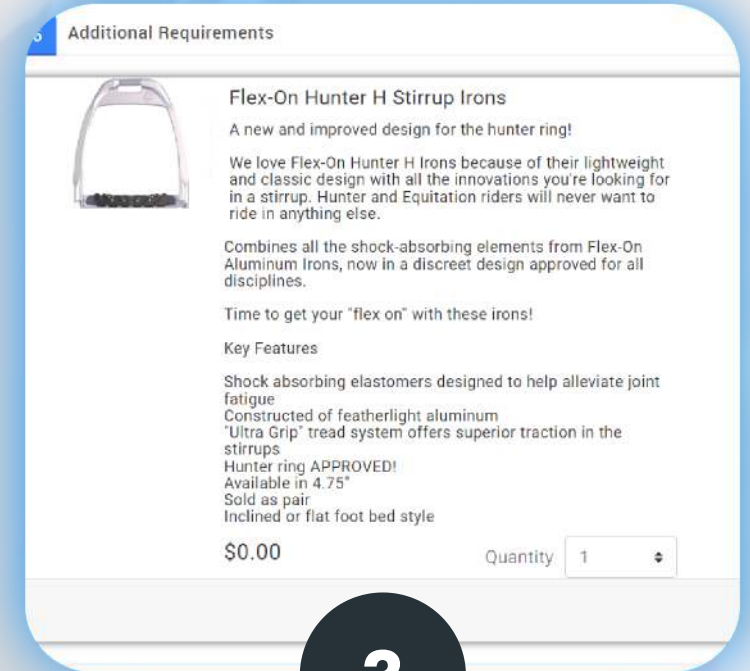 Additional Requirements
Flex-On Hunter H Stirrup Irons
A new and improved design for the hunter ring!
We love Flex-On Hunter H Irons because of their lightweight
and classic design with all the innovations you're looking for
in a stirrup. Hunter and Equitation riders will never want to
ride in anything else.
Combines all the shock-absorbing elements from Flex-On
Aluminum Irons, now in a discreet design approved for all
disciplines.
Time to get your "flex on" with these irons!
Key Features
Shock absorbing elastomers designed to help alleviate joint
fatigue
Constructed of featherlight aluminum
"Ultra Grip" tread system offers superior traction in the
stirrups
Hunter ring APPROVED!
Available in 4.75"
Sold as pair
Inclined or flat foot bed style
$0.00
Quantity 1